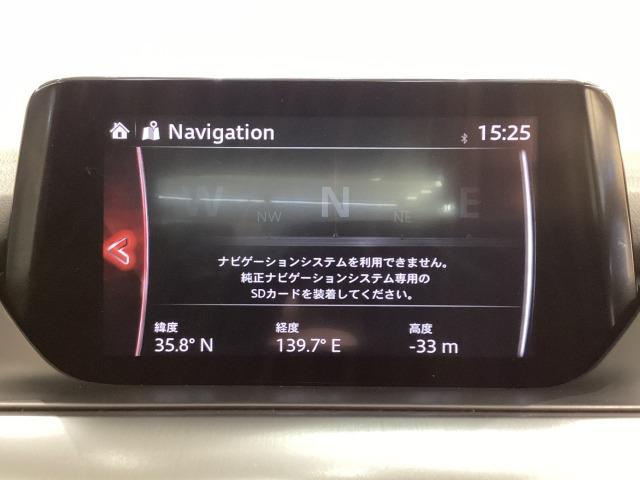 Navigation
15:25
W NW N NE E
ナビゲーションシステムを利用できません。
純正ナビゲーションシステム専用の
SDカードを装着してください。
緯度 経度 高度
35.8° N 139.7° E -33 m